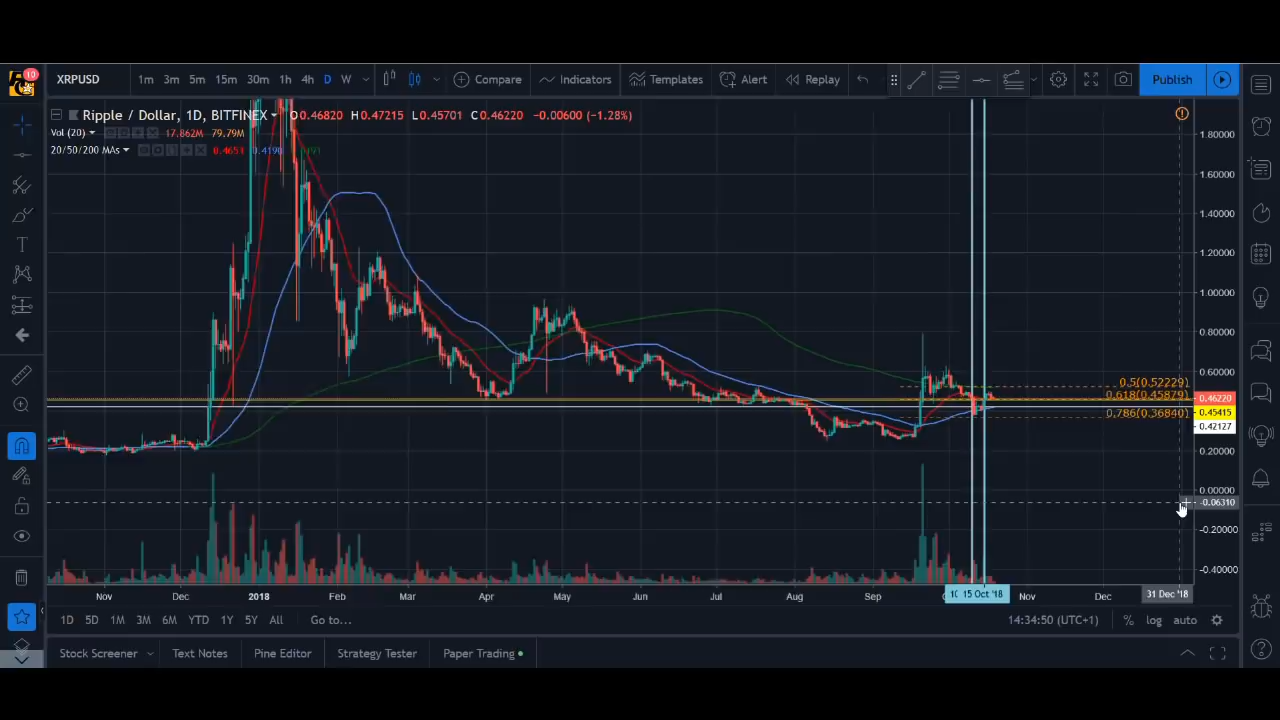 10
XRPUSD 1m 3m 5m 15m 30m 1h 4h D W Compare Indicators Templates Alert Replay Publish
Ripple / Dollar, 1D, BITFINEX O0.46820 H0.47215 L0.45701 C0.46220 -0.00600 (-1.28%)
Vol (20) 17.862M 79.79M
20/50/200 MAs 0.4653 0.4190
1.80000
1.60000
1.40000
1.20000
1.00000
0.80000
0.60000
0.5(0.52229)
0.618(0.45879)
0.46220
0.786(0.36840)
0.45415
0.42127
0.20000
0.00000
-0.06310
-0.20000
-0.40000
Nov Dec 2018 Feb Mar Apr May Jun Jul Aug Sep 15 Oct '18 Nov Dec 31 Dec '18
1D 5D 1M 3M 6M YTD 1Y 5Y All Go to... 14:34:50 (UTC+1) % log auto
Stock Screener Text Notes Pine Editor Strategy Tester Paper Trading